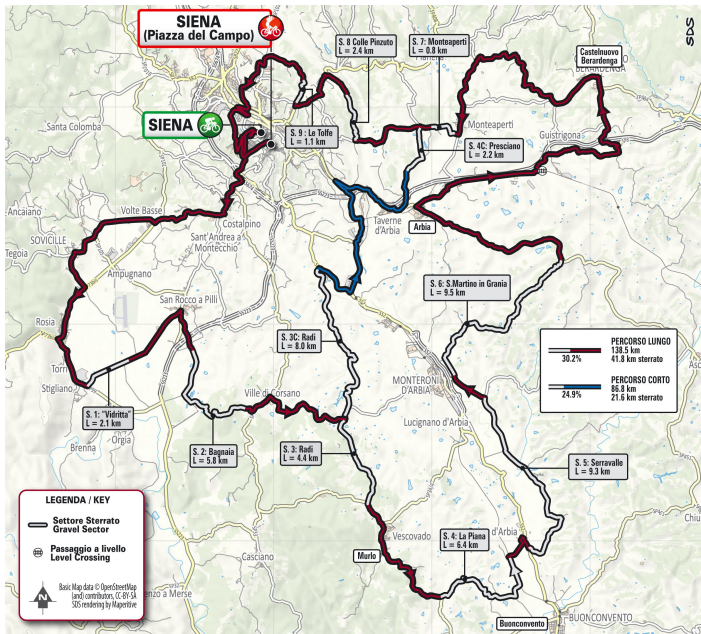 SIENA
(Piazza del Campo)
SDS
S. 8 Colle Pinzuto
L = 2.4 km
S. 7: Monteaperti
L = 0.8 km
Castelnuovo
Berardenga
SIENA
Santa Colomba
S. 9 : Le Tolfe
L = 1.1 km
Monteaperti
Guistrigona
S. 4C: Presciano
L = 2.2 km
Ancaiano
Volte Basse
Costalpino
Taverne
d'Arbia
Arbia
SOVICILLE
Tegoia
Sant'Andrea a
Montecchio
Ampugnano
San Rocco a Pilli
S. 6: S.Martino in Grania
L = 9.5 km
Rosia
S. 3C: Radi
L = 8.0 km
PERCORSO LUNGO
138.5 km
30.2%
41.8 km sterrato
PERCORSO CORTO
86.8 km
24.9%
21.6 km sterrato
Torri
Stigliano
MONTERONI
D'ARBIA
Ville di Corsano
S. 1: "Vidritta"
L = 2.1 km
Orgia
Brenna
Lucignano d'Arbia
S. 2: Bagnaia
L = 5.8 km
S. 3: Radi
L = 4.4 km
S. 5: Serravalle
L = 9.3 km
LEGENDA / KEY
Settore Sterrato
Gravel Sector
Passaggio a livello
Level Crossing
N
Basic Map data © OpenStreetMap
(and) contributors, CC-BY-SA
SDS rendering by Maperitive
Vescovado
S. 4: La Piana
L = 6.4 km
d'Arbia
Murlo
Casciano
Buonconvento
BUONCONVENTO